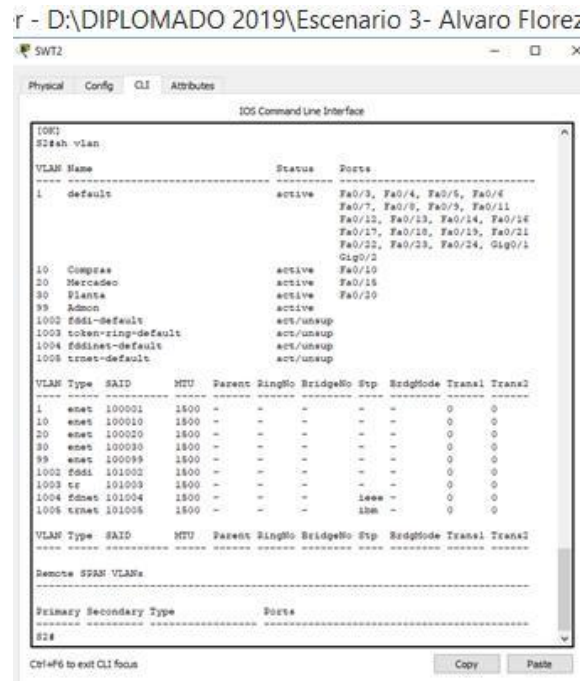 r - D:\DIPLOMADO 2019\Escenario 3- Alvaro Florez
SWT2
Physical Config CLI Attributes
IOS Command Line Interface
[OK]
S2#sh vlan
VLAN Name Status Ports
---- -------------------------------- --------- -------------------------------
1 default active Fa0/3, Fa0/4, Fa0/5, Fa0/6
Fa0/7, Fa0/8, Fa0/9, Fa0/11
Fa0/12, Fa0/13, Fa0/14, Fa0/16
Fa0/17, Fa0/18, Fa0/19, Fa0/21
Fa0/22, Fa0/23, Fa0/24, Gig0/1
Gig0/2
10 Compras active Fa0/10
20 Mercadeo active Fa0/15
30 Planta active Fa0/20
99 Admon active
1002 fddi-default act/unsup
1003 token-ring-default act/unsup
1004 fddinet-default act/unsup
1005 trnet-default act/unsup
VLAN Type SAID MTU Parent RingNo BridgeNo Stp BrdgMode Trans1 Trans2
---- ----- ---------- ----- ------ ------ -------- ---- -------- ------ ------
1 enet 100001 1500 - - - - - 0 0
10 enet 100010 1500 - - - - - 0 0
20 enet 100020 1500 - - - - - 0 0
30 enet 100030 1500 - - - - - 0 0
99 enet 100099 1500 - - - - - 0 0
1002 fddi 101002 1500 - - - - - 0 0
1003 tr 101003 1500 - - - - - 0 0
1004 fdnet 101004 1500 - - - ieee - 0 0
1005 trnet 101005 1500 - - - ibm - 0 0
VLAN Type SAID MTU Parent RingNo BridgeNo Stp BrdgMode Trans1 Trans2
---- ----- ---------- ----- ------ ------ -------- ---- -------- ------ ------
Remote SPAN VLANs
------------------------------------------------------------------------------
Primary Secondary Type Ports
------- --------- ----------------- ------------------------------------------
S2#
Ctrl+F6 to exit CLI focus
Copy Paste